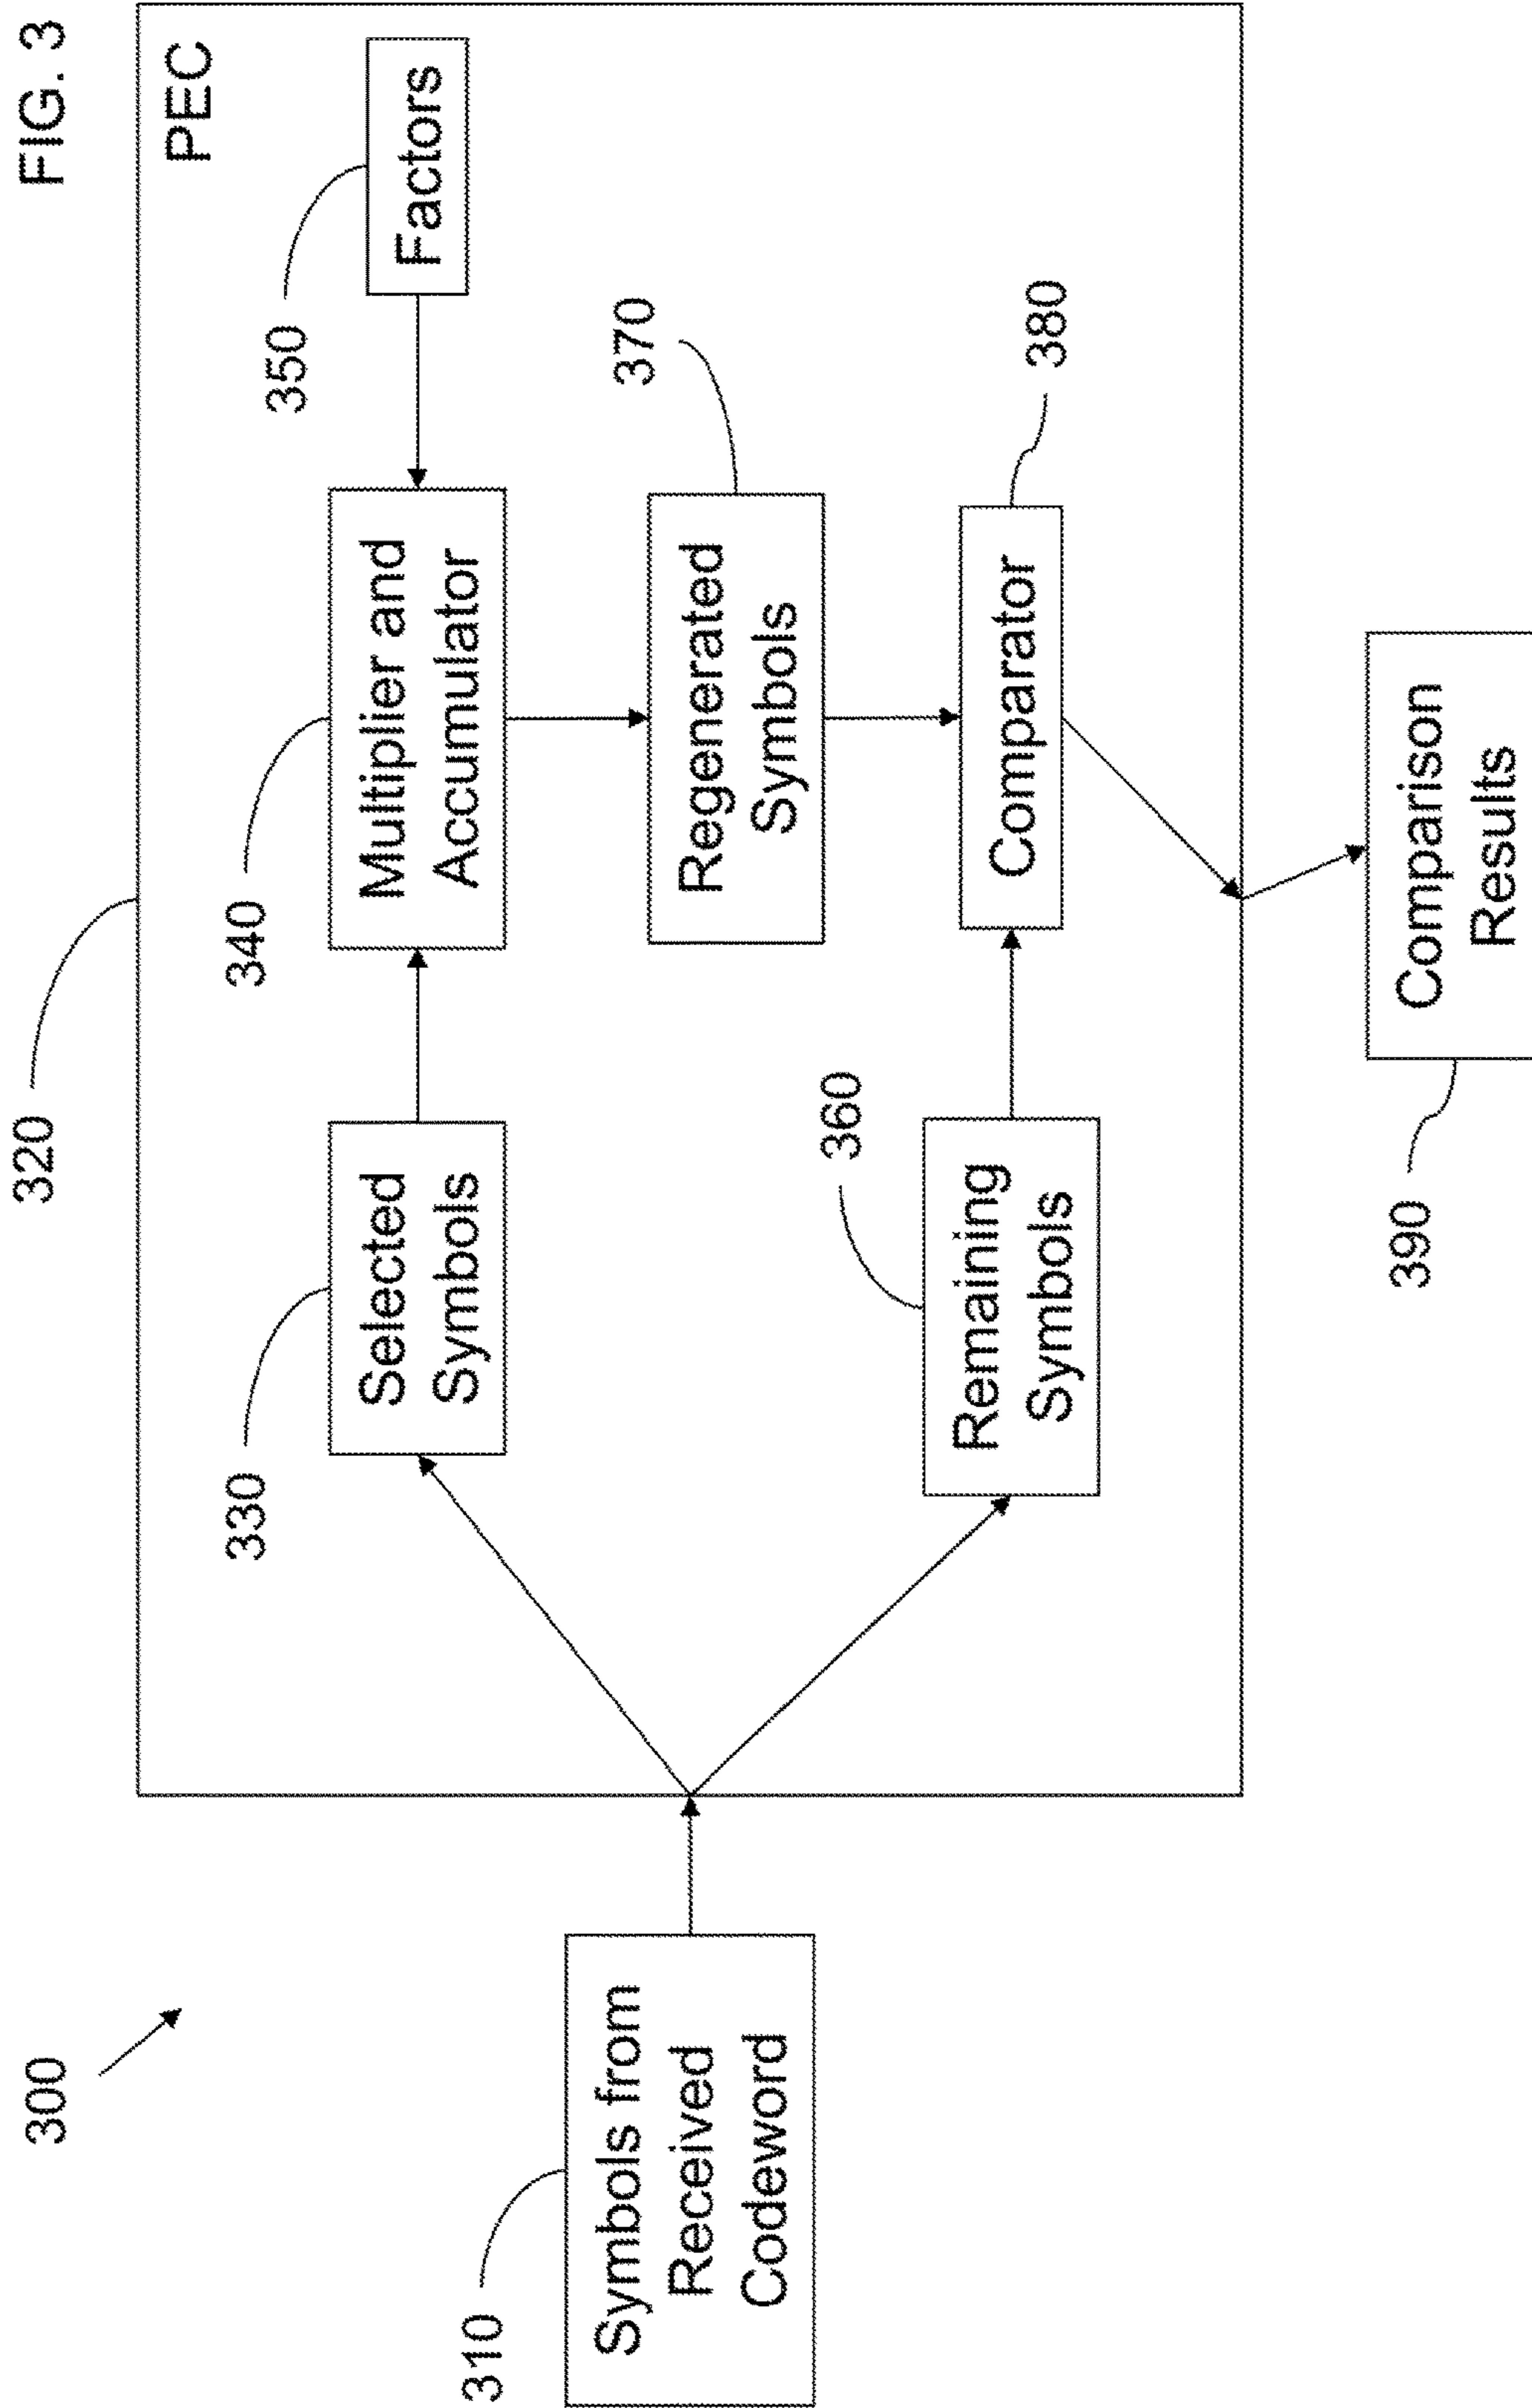 FIG. 3
300
320
PEC
310
Symbols from
Received
Codeword
330
Selected
Symbols
340
Multiplier and
Accumulator
350
Factors
370
Regenerated
Symbols
360
Remaining
Symbols
380
Comparator
390
Comparison
Results